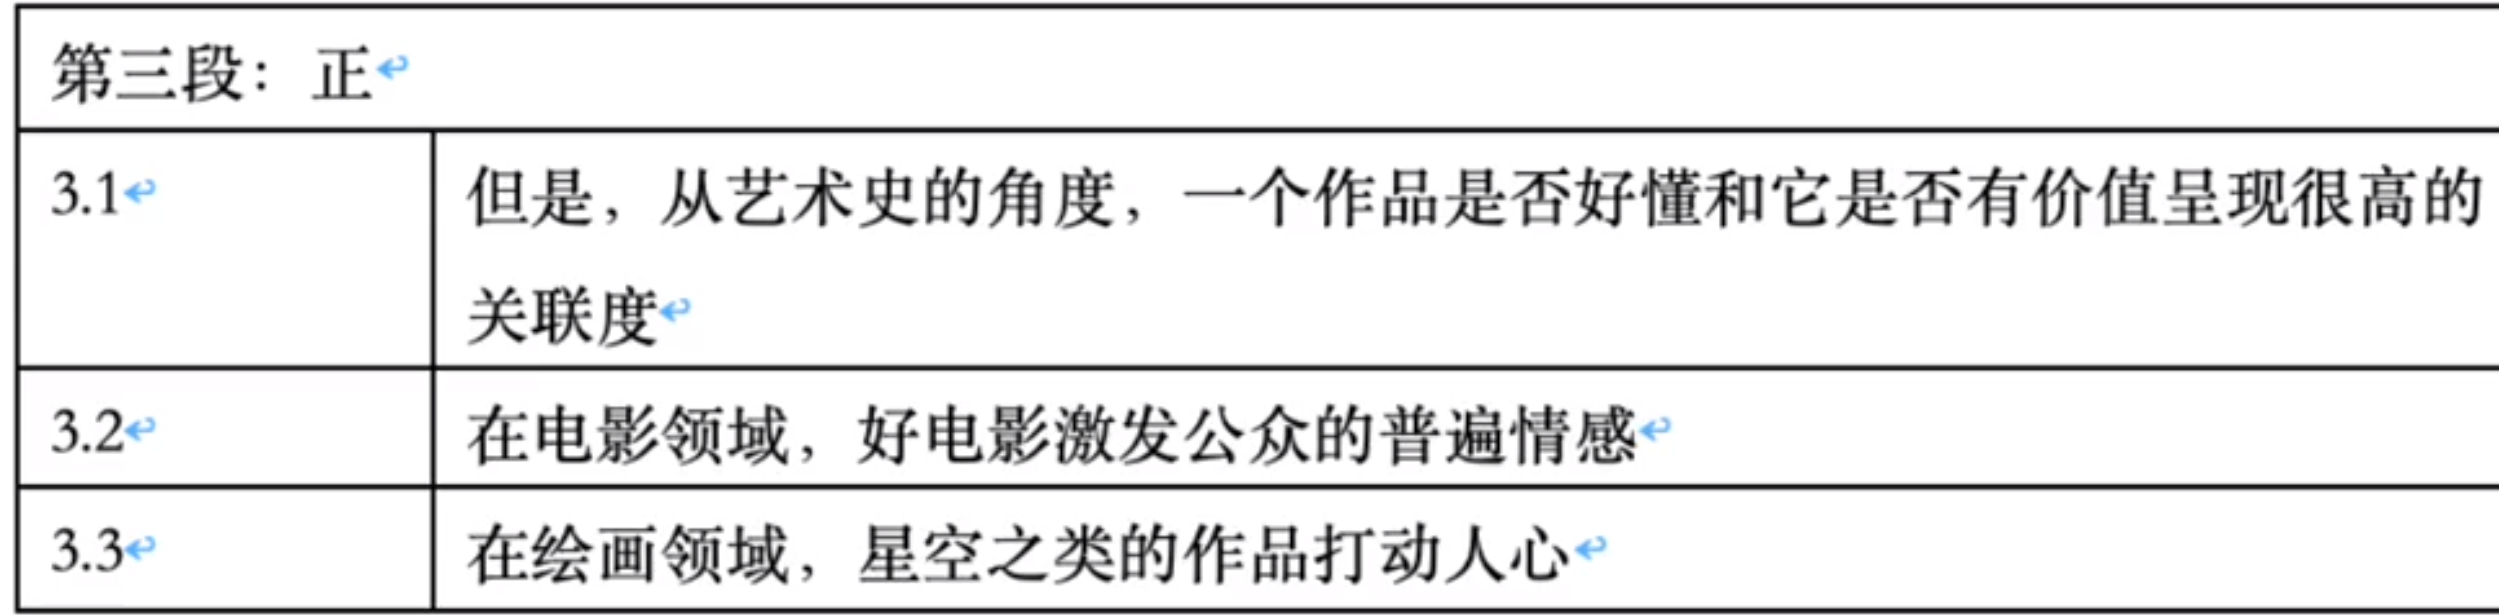 第三段：正
3.1
但是，从艺术史的角度，一个作品是否好懂和它是否有价值呈现很高的
关联度
3.2
在电影领域，好电影激发公众的普遍情感
3.3
在绘画领域，星空之类的作品打动人心